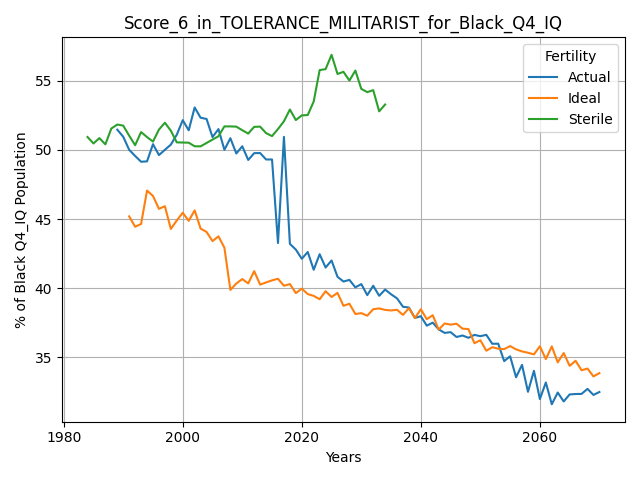 Score_6_in_TOLERANCE_MILITARIST_for_Black_Q4_IQ
% of Black Q4_IQ Population
55
50
45
40
35
Fertility
Actual
Ideal
Sterile
1980
2000
2020
2040
2060
Years